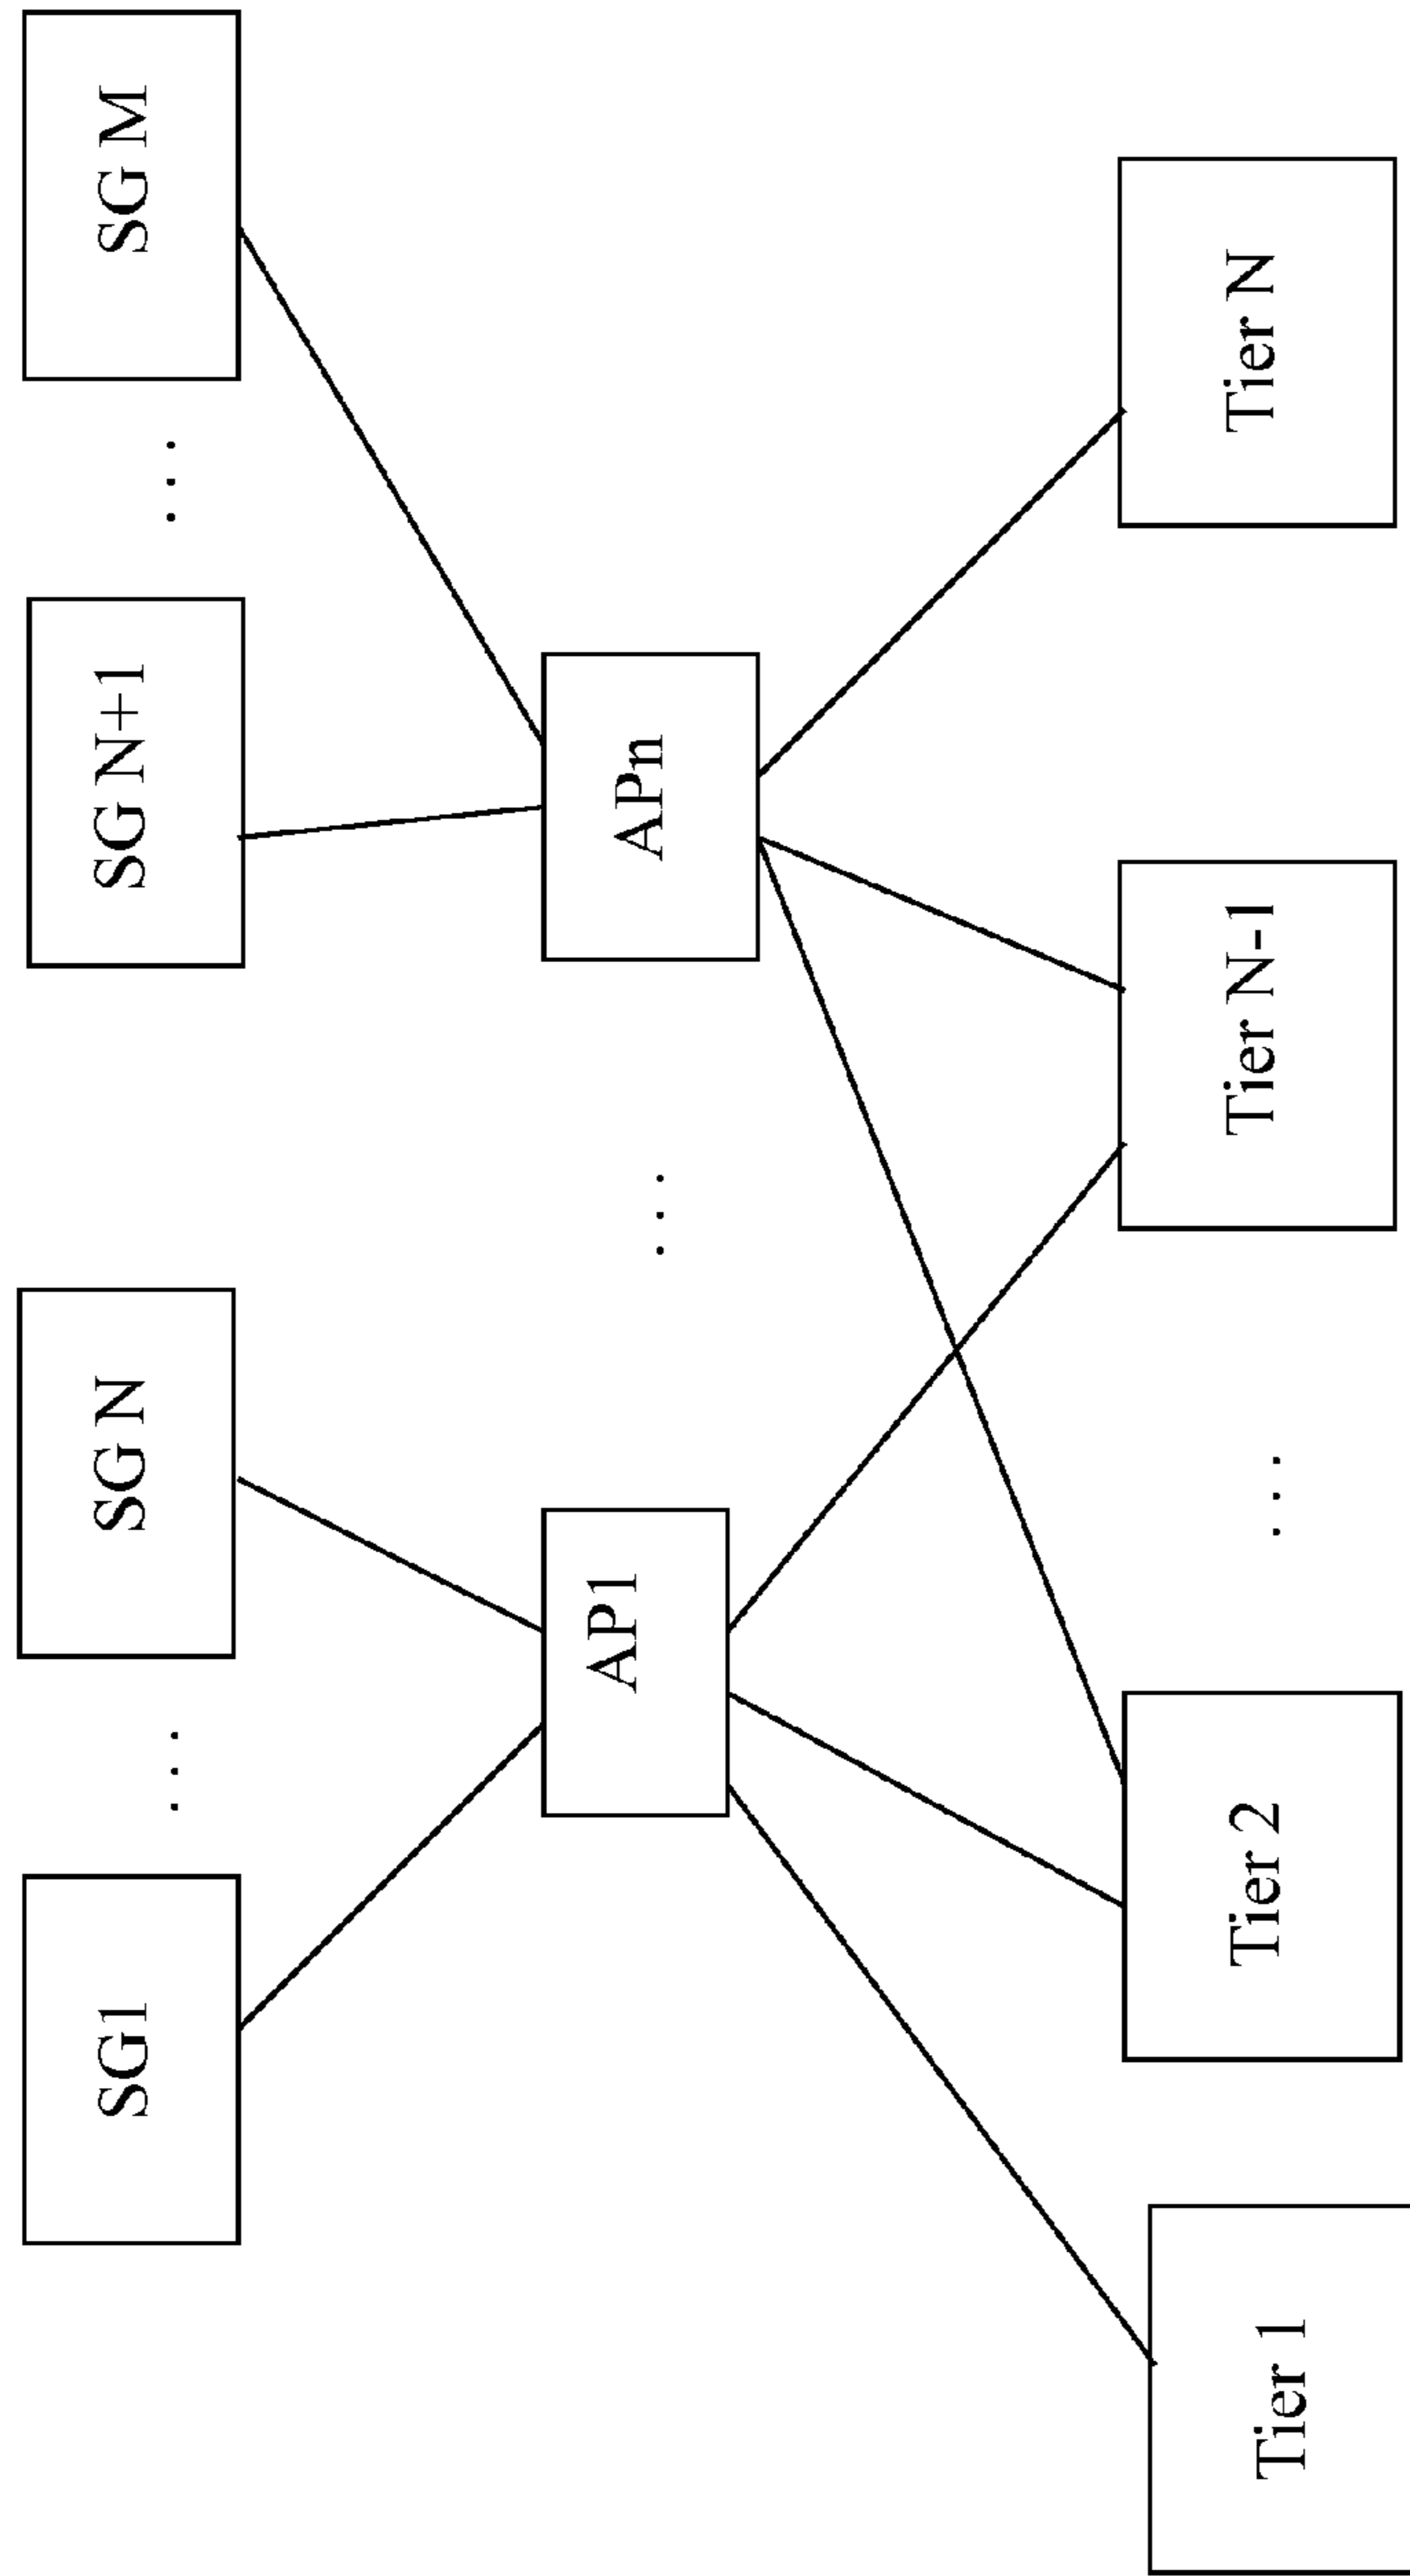 SG1
. . .
SG N
SG N+1
. . .
SG M
AP1
. . .
APn
Tier 1
Tier 2
. . .
Tier N-1
Tier N